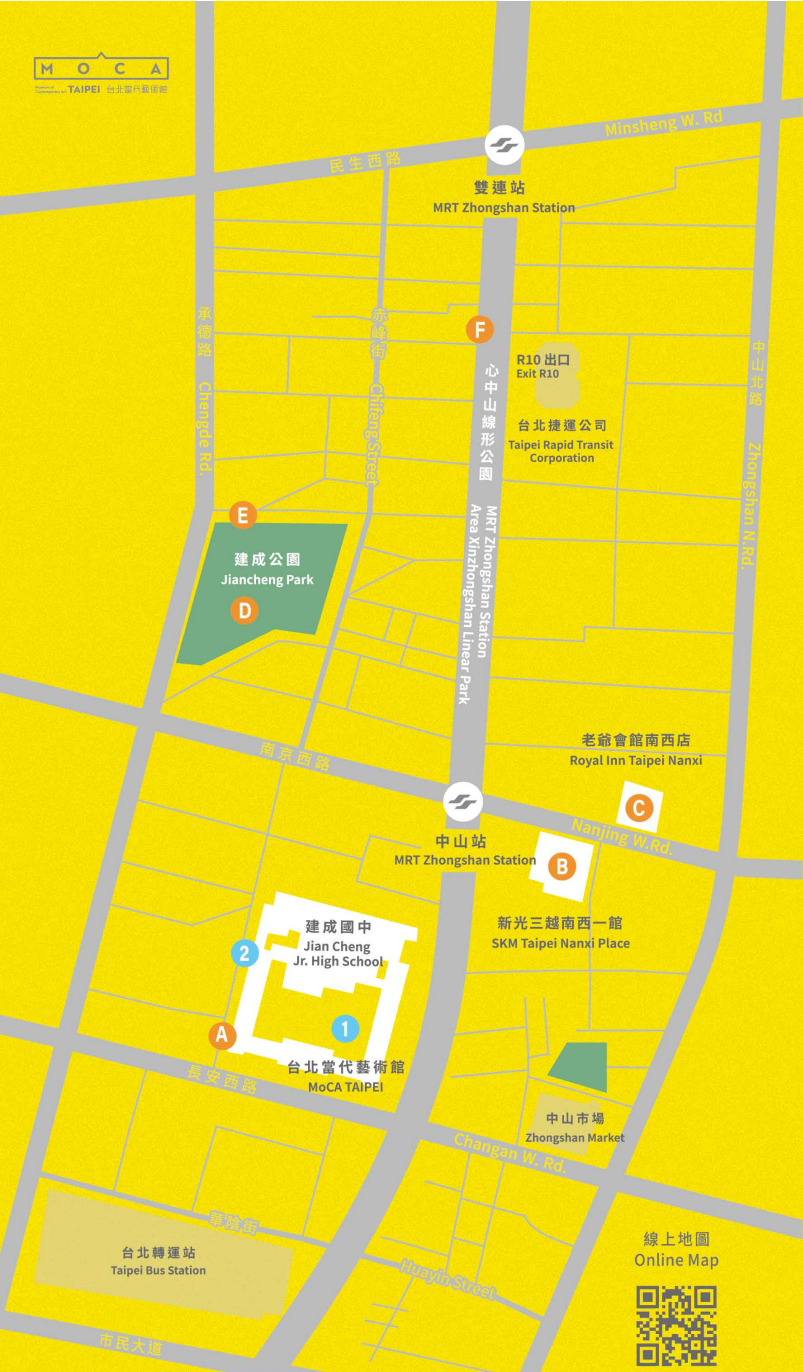 MOCA
Museum of
Contemporary Art TAIPEI 台北當代藝術館
Minsheng W. Rd
民生西路
雙連站
MRT Zhongshan Station
承德路 Chengde Rd.
赤峰街 Chifeng Street
F
R10 出口
Exit R10
中山北路 Zhongshan N.Rd.
心中山線形公園
MRT Zhongshan Station
Area Xinzhongshan Linear Park
台北捷運公司
Taipei Rapid Transit
Corporation
E
建成公園
Jiancheng Park
D
南京西路
老爺會館南西店
Royal Inn Taipei Nanxi
C
Nanjing W.Rd.
中山站
MRT Zhongshan Station
B
建成國中
Jian Cheng
Jr. High School
新光三越南西一館
SKM Taipei Nanxi Place
2
1
A
台北當代藝術館
MoCA TAIPEI
長安西路
中山市場
Zhongshan Market
Changan W. Rd.
華陰街
台北轉運站
Taipei Bus Station
Huayin Street
線上地圖
Online Map
市民大道